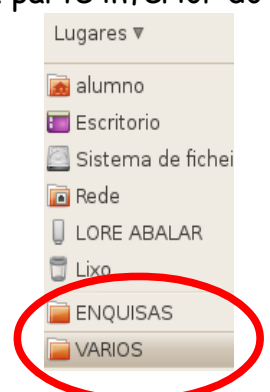 Lugares ▼
alumno
Escritorio
Sistema de fichei
Rede
LORE ABALAR
Lixo
ENQUISAS
VARIOS